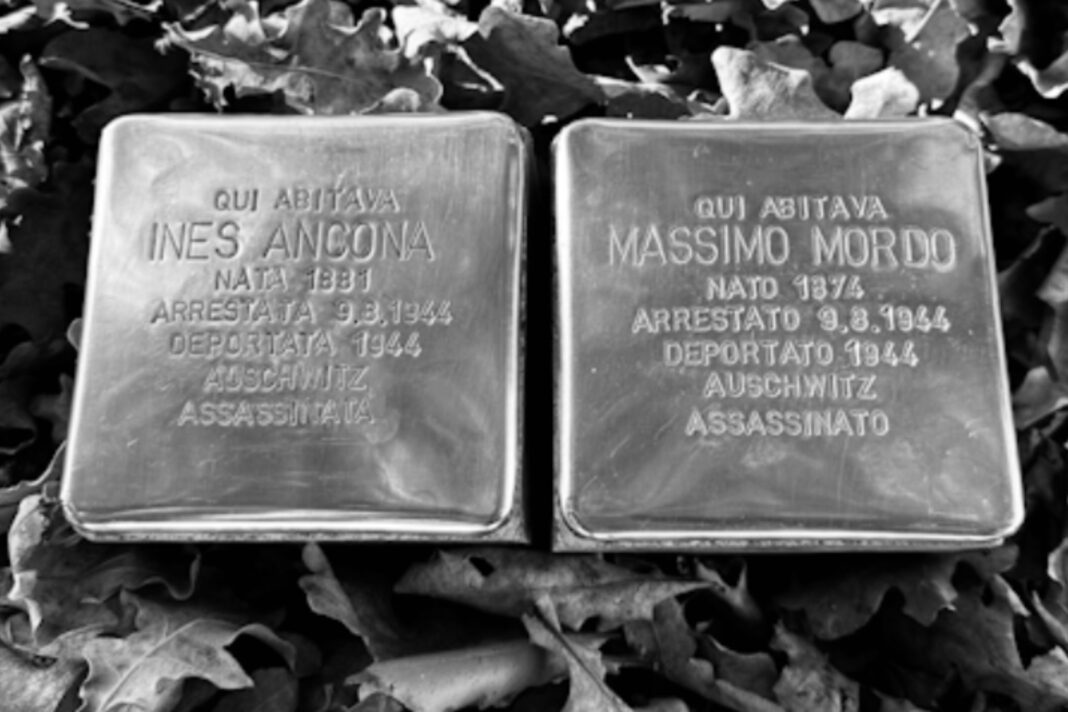 QUI ABITAVA
INES ANCONA
NATA 1881
ARRESTATA 9.8.1944
DEPORTATA 1944
AUSCHWITZ
ASSASSINATA
QUI ABITAVA
MASSIMO MORDO
NATO 1874
ARRESTATO 9.8.1944
DEPORTATO 1944
AUSCHWITZ
ASSASSINATO